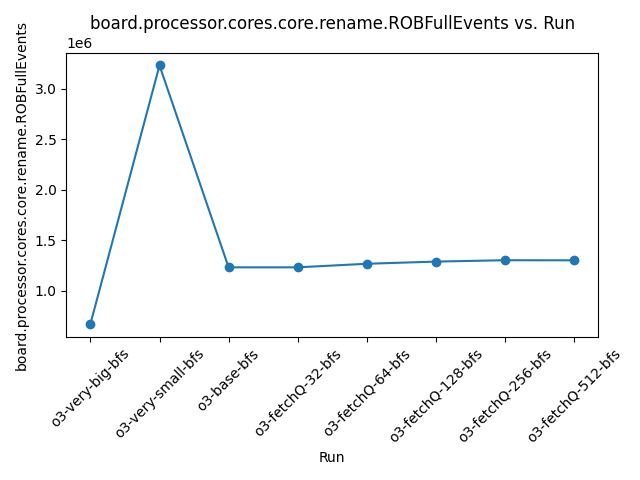 board.processor.cores.core.rename.ROBFullEvents vs. Run
1e6
3.0
2.5
2.0
1.5
1.0
board.processor.cores.core.rename.ROBFullEvents
o3-very-big-bfs
o3-very-small-bfs
o3-base-bfs
o3-fetchQ-32-bfs
o3-fetchQ-64-bfs
o3-fetchQ-128-bfs
o3-fetchQ-256-bfs
o3-fetchQ-512-bfs
Run